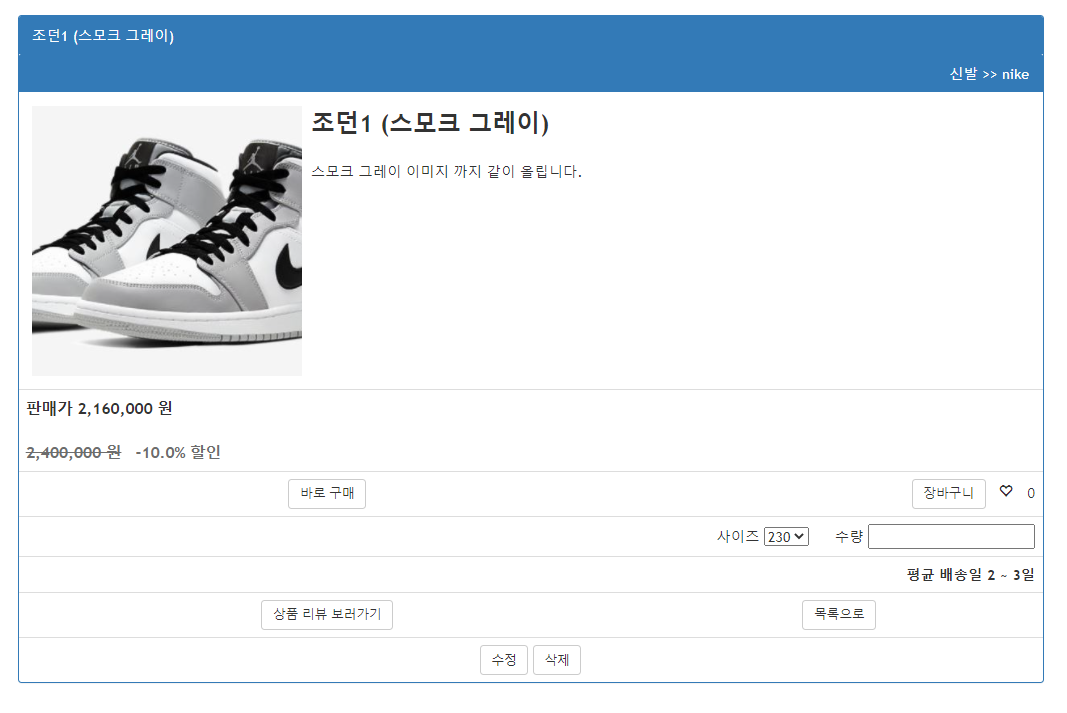 조던1 (스모크 그레이)
신발 >> nike
조던1 (스모크 그레이)
스모크 그레이 이미지 까지 같이 올립니다.
판매가 2,160,000 원
2,400,000 원 -10.0% 할인
바로 구매 장바구니 0
사이즈 230 수량
평균 배송일 2 ~ 3일
상품 리뷰 보러가기 목록으로
수정 삭제